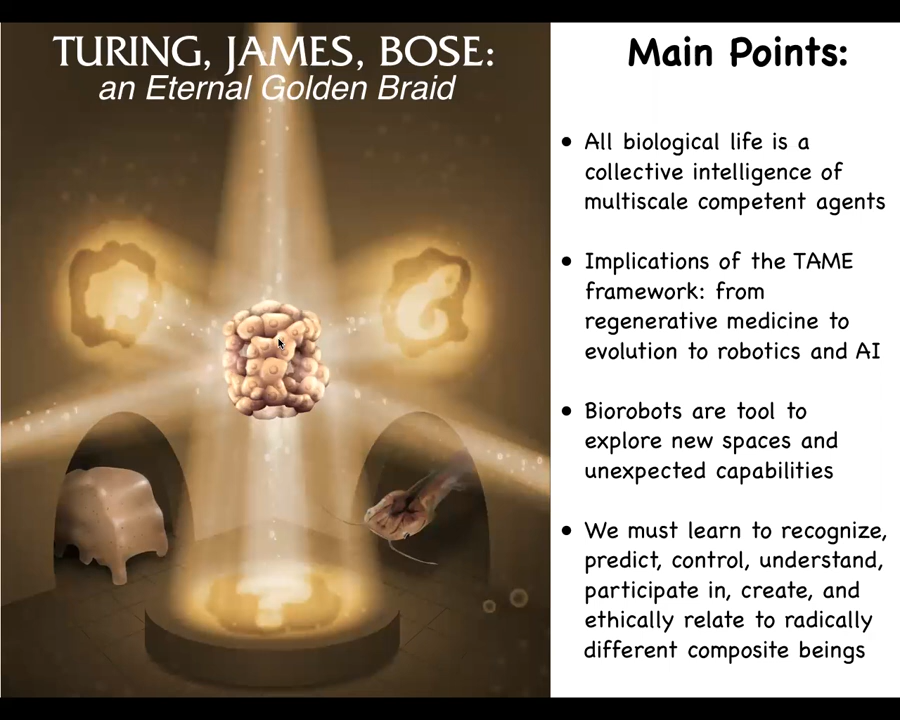 TURING, JAMES, BOSE:
an Eternal Golden Braid
Main Points:
• All biological life is a
collective intelligence of
multiscale competent agents
• Implications of the TAME
framework: from
regenerative medicine to
evolution to robotics and AI
• Biorobots are tool to
explore new spaces and
unexpected capabilities
• We must learn to recognize,
predict, control, understand,
participate in, create, and
ethically relate to radically
different composite beings